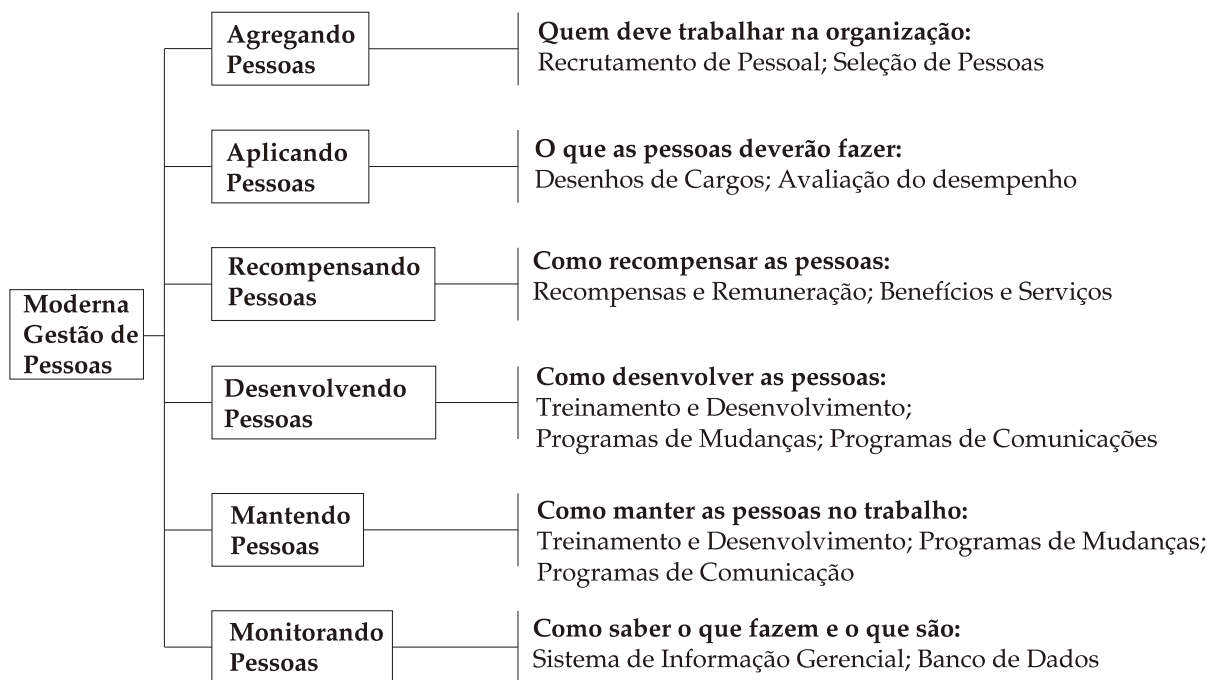 Agregando
Pessoas
Quem deve trabalhar na organização:
Recrutamento de Pessoal; Seleção de Pessoas
Aplicando
Pessoas
O que as pessoas deverão fazer:
Desenhos de Cargos; Avaliação do desempenho
Recompensando
Pessoas
Como recompensar as pessoas:
Recompensas e Remuneração; Benefícios e Serviços
Moderna
Gestão de
Pessoas
Desenvolvendo
Pessoas
Como desenvolver as pessoas:
Treinamento e Desenvolvimento;
Programas de Mudanças; Programas de Comunicações
Mantendo
Pessoas
Como manter as pessoas no trabalho:
Treinamento e Desenvolvimento; Programas de Mudanças;
Programas de Comunicação
Monitorando
Pessoas
Como saber o que fazem e o que são:
Sistema de Informação Gerencial; Banco de Dados